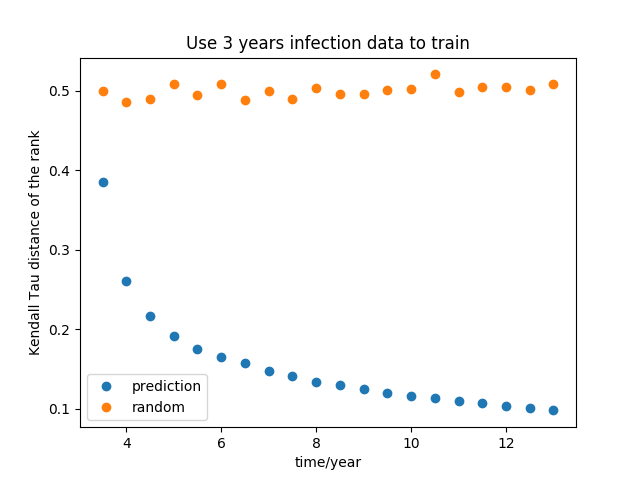 Use 3 years infection data to train
Kendall Tau distance of the rank
0.5
0.4
0.3
0.2
0.1
prediction
random
4 6 8 10 12
time/year